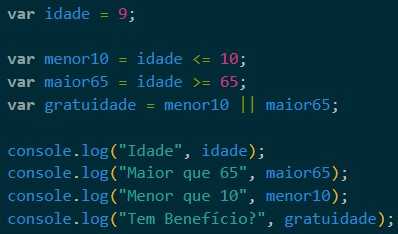 var idade = 9;
var menor10 = idade <= 10;
var maior65 = idade >= 65;
var gratuidade = menor10 || maior65;
console.log("Idade", idade);
console.log("Maior que 65", maior65);
console.log("Menor que 10", menor10);
console.log("Tem Benefício?", gratuidade);